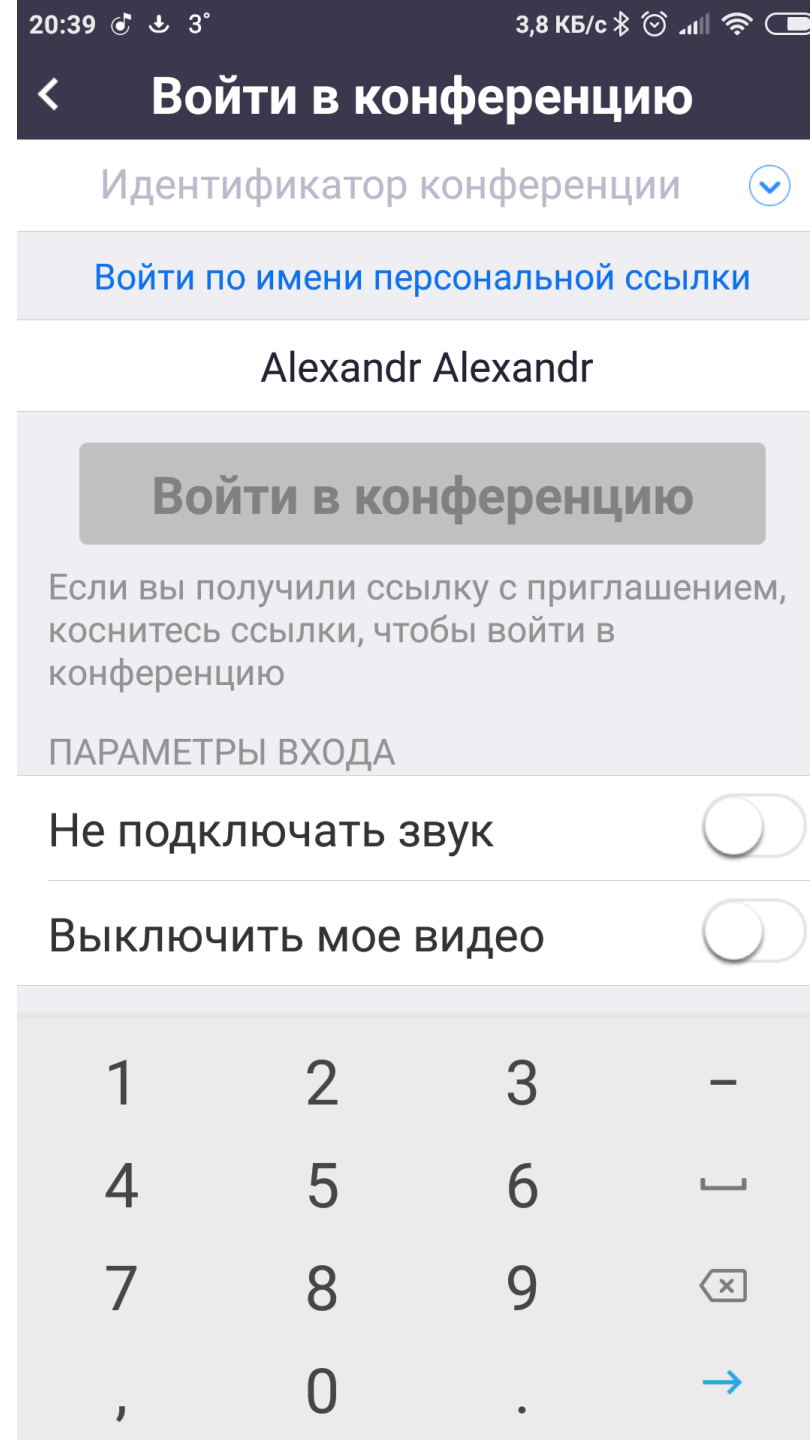 20:39 3° 3,8 КБ/с
Войти в конференцию
Идентификатор конференции
Войти по имени персональной ссылки
Alexandr Alexandr
Войти в конференцию
Если вы получили ссылку с приглашением,
коснитесь ссылки, чтобы войти в
конференцию
ПАРАМЕТРЫ ВХОДА
Не подключать звук
Выключить мое видео
1 2 3 –
4 5 6
7 8 9
, 0 .